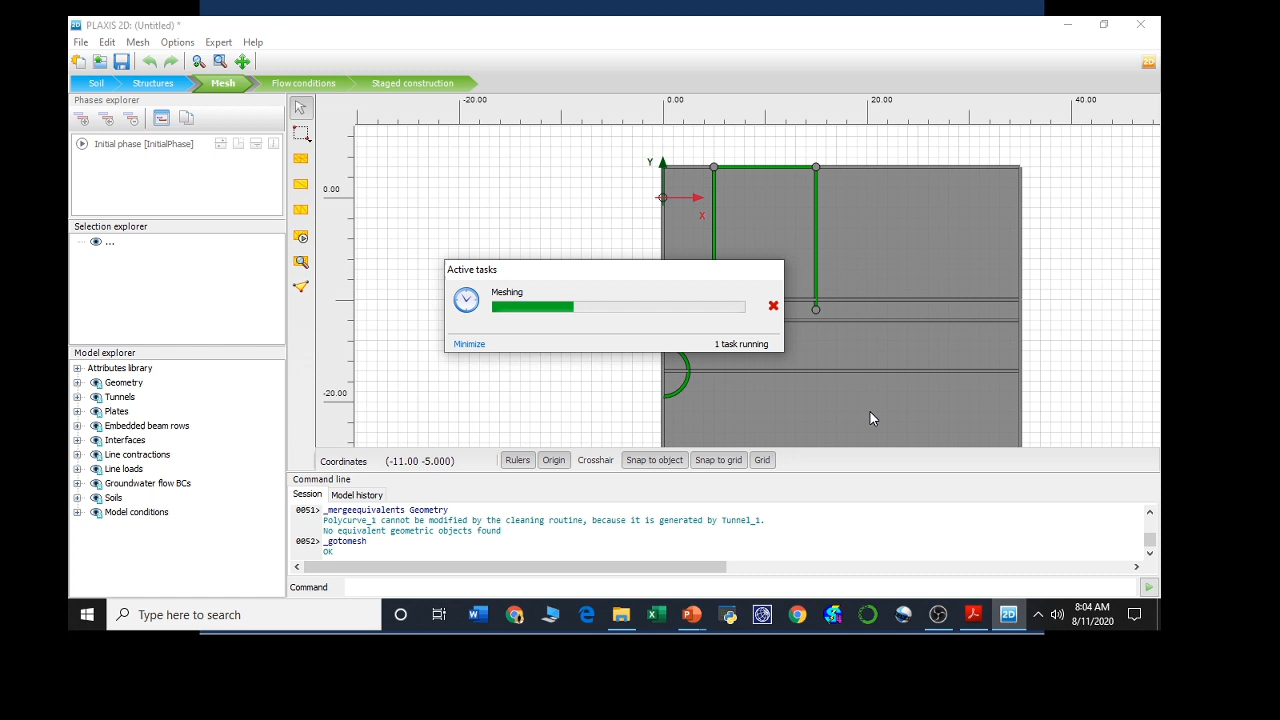 PLAXIS 2D: (Untitled) *
File Edit Mesh Options Expert Help
Soil Structures Mesh Flow conditions Staged construction
Phases explorer
Initial phase [InitialPhase]
Selection explorer
...
Model explorer
Attributes library
Geometry
Tunnels
Plates
Embedded beam rows
Interfaces
Line contractions
Line loads
Groundwater flow BCs
Soils
Model conditions
-20.00 0.00 20.00 40.00
0.00
-20.00
Y
X
Active tasks
Meshing
Minimize 1 task running
Coordinates (-11.00 -5.000) Rulers Origin Crosshair Snap to object Snap to grid Grid
Command line
Session Model history
0051> _mergeequivalents Geometry
Polycurve_1 cannot be modified by the cleaning routine, because it is generated by Tunnel_1.
No equivalent geometric objects found
0052> _gotomesh
OK
Command
Type here to search
8:04 AM
8/11/2020
2D